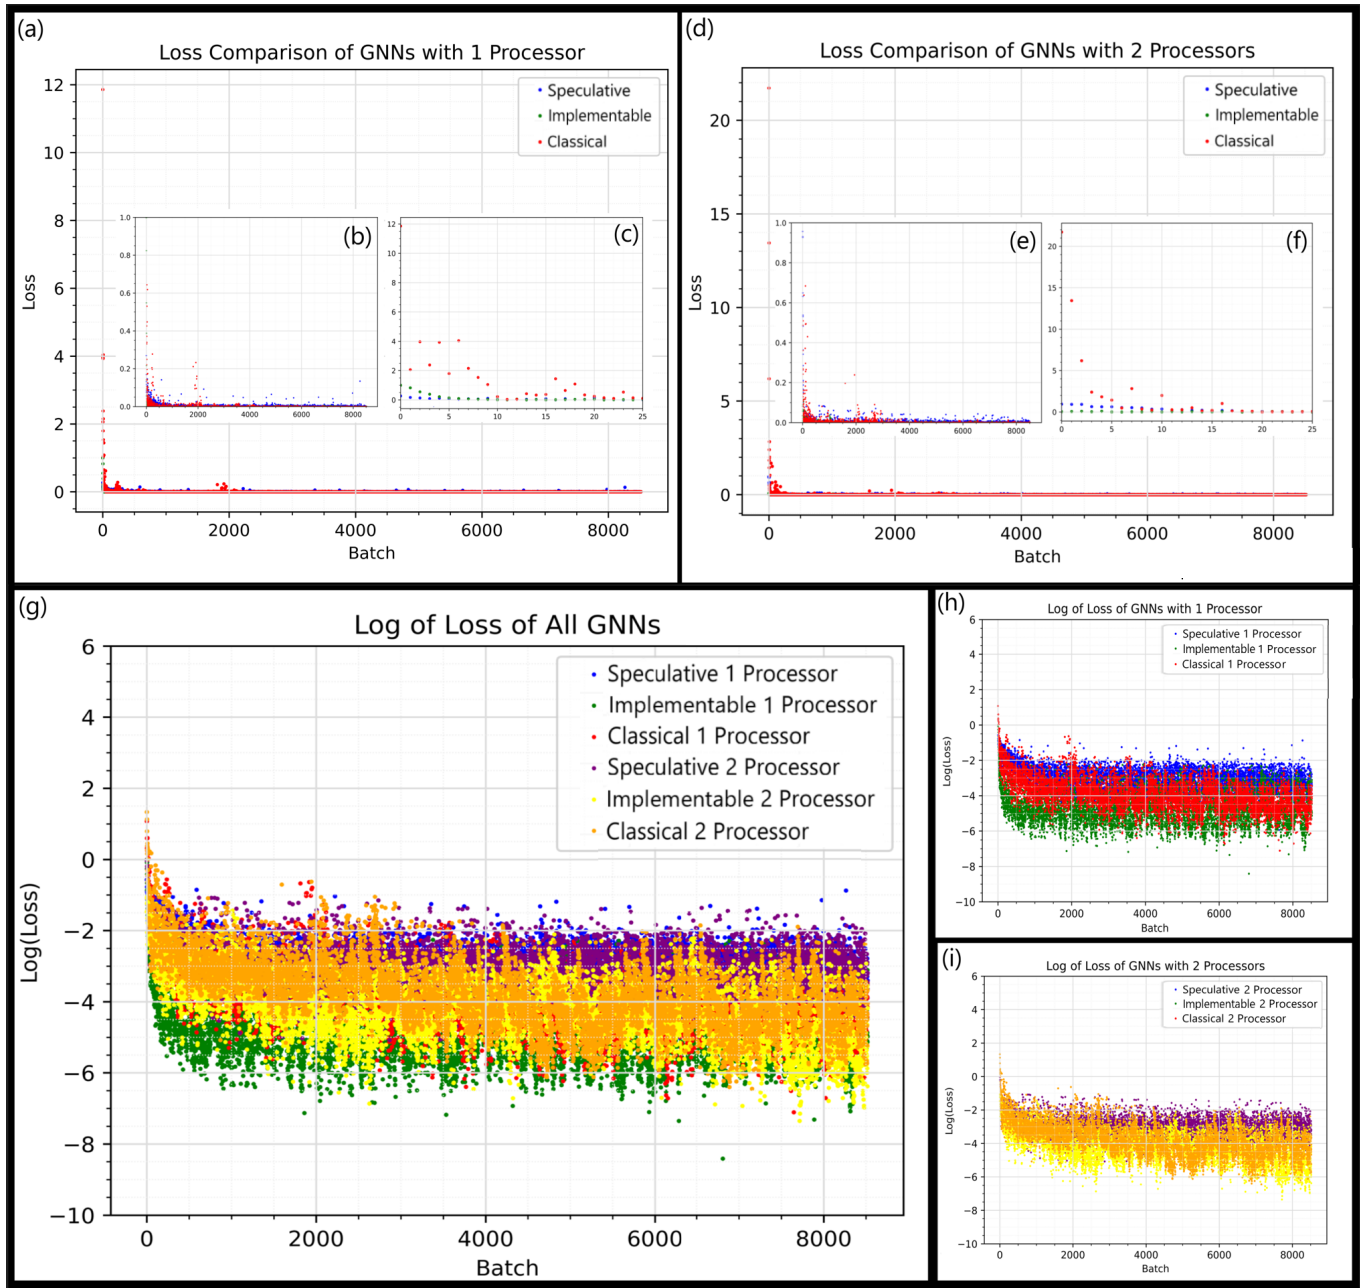 (a)
Loss Comparison of GNNs with 1 Processor
Speculative
Implementable
Classical
12
10
8
6
4
2
0
Loss
0
2000
4000
6000
8000
Batch
(b)
1.0
0.8
0.6
0.4
0.2
0.0
0
2000
4000
6000
8000
(c)
12
10
8
6
4
2
0
0
5
10
15
20
25
(d)
Loss Comparison of GNNs with 2 Processors
Speculative
Implementable
Classical
20
15
10
5
0
Loss
0
2000
4000
6000
8000
Batch
(e)
1.0
0.8
0.6
0.4
0.2
0.0
0
2000
4000
6000
8000
(f)
20
15
10
5
0
0
5
10
15
20
25
(g)
Log of Loss of All GNNs
Speculative 1 Processor
Implementable 1 Processor
Classical 1 Processor
Speculative 2 Processor
Implementable 2 Processor
Classical 2 Processor
6
4
2
0
−2
−4
−6
−8
−10
Log(Loss)
0
2000
4000
6000
8000
Batch
(h)
Log of Loss of GNNs with 1 Processor
Speculative 1 Processor
Implementable 1 Processor
Classical 1 Processor
6
4
2
0
−2
−4
−6
−8
−10
Log(Loss)
0
2000
4000
6000
8000
Batch
(i)
Log of Loss of GNNs with 2 Processors
Speculative 2 Processor
Implementable 2 Processor
Classical 2 Processor
6
4
2
0
−2
−4
−6
−8
−10
Log(Loss)
0
2000
4000
6000
8000
Batch